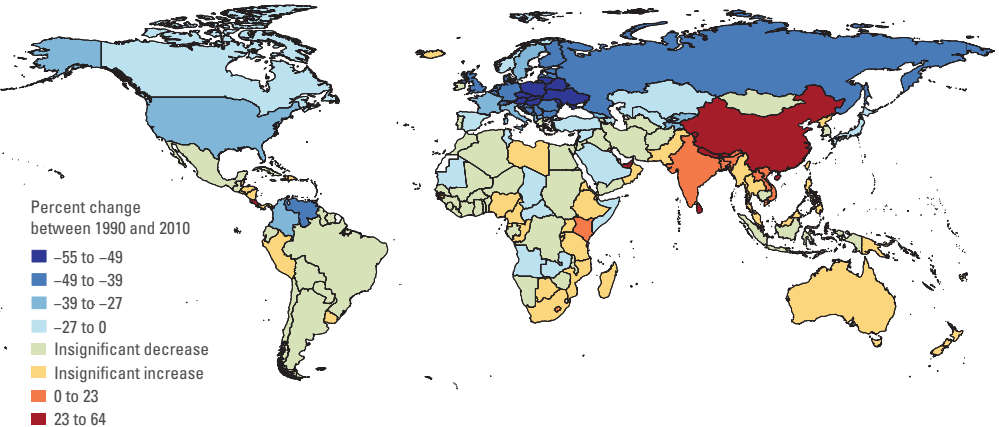 Percent change
between 1990 and 2010
−55 to −49
−49 to −39
−39 to −27
−27 to 0
Insignificant decrease
Insignificant increase
0 to 23
23 to 64